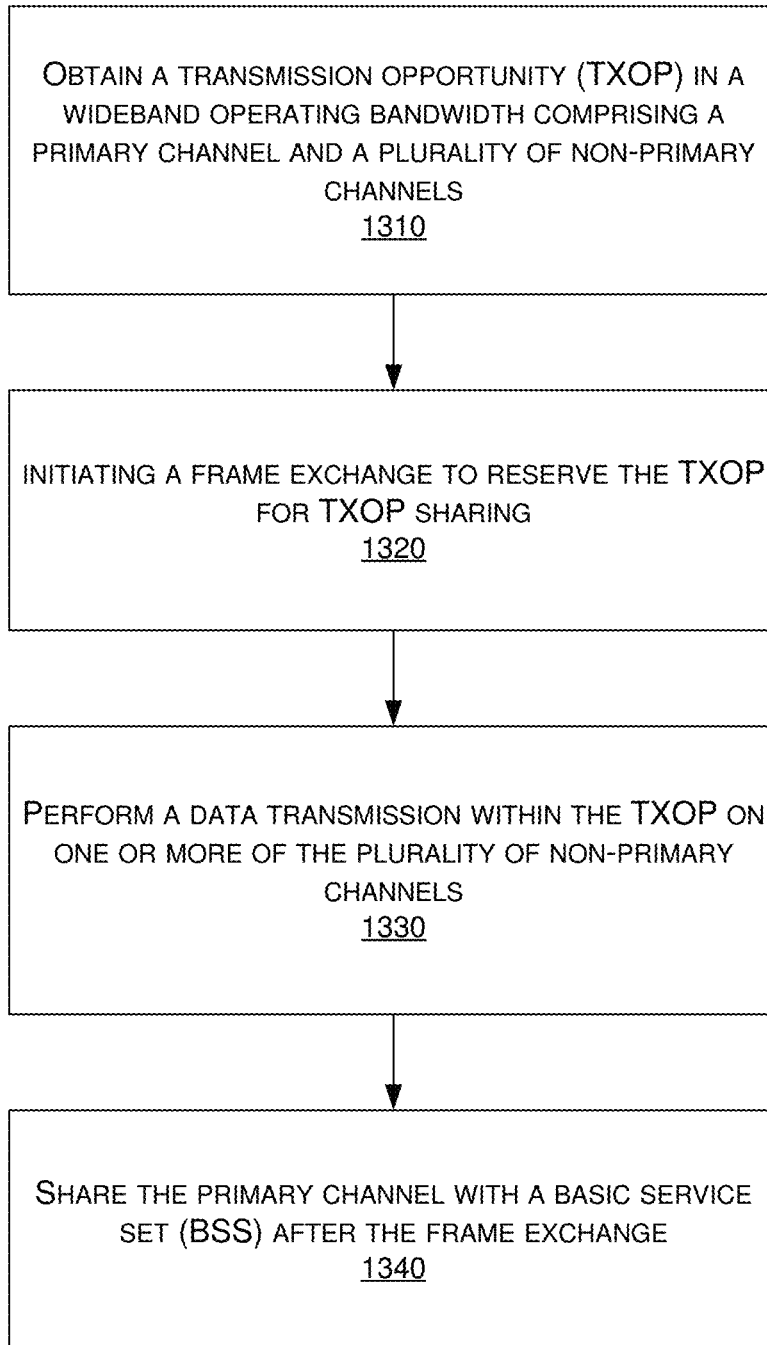 OBTAIN A TRANSMISSION OPPORTUNITY (TXOP) IN A
WIDEBAND OPERATING BANDWIDTH COMPRISING A
PRIMARY CHANNEL AND A PLURALITY OF NON-PRIMARY
CHANNELS
1310
INITIATING A FRAME EXCHANGE TO RESERVE THE TXOP
FOR TXOP SHARING
1320
PERFORM A DATA TRANSMISSION WITHIN THE TXOP ON
ONE OR MORE OF THE PLURALITY OF NON-PRIMARY
CHANNELS
1330
SHARE THE PRIMARY CHANNEL WITH A BASIC SERVICE
SET (BSS) AFTER THE FRAME EXCHANGE
1340